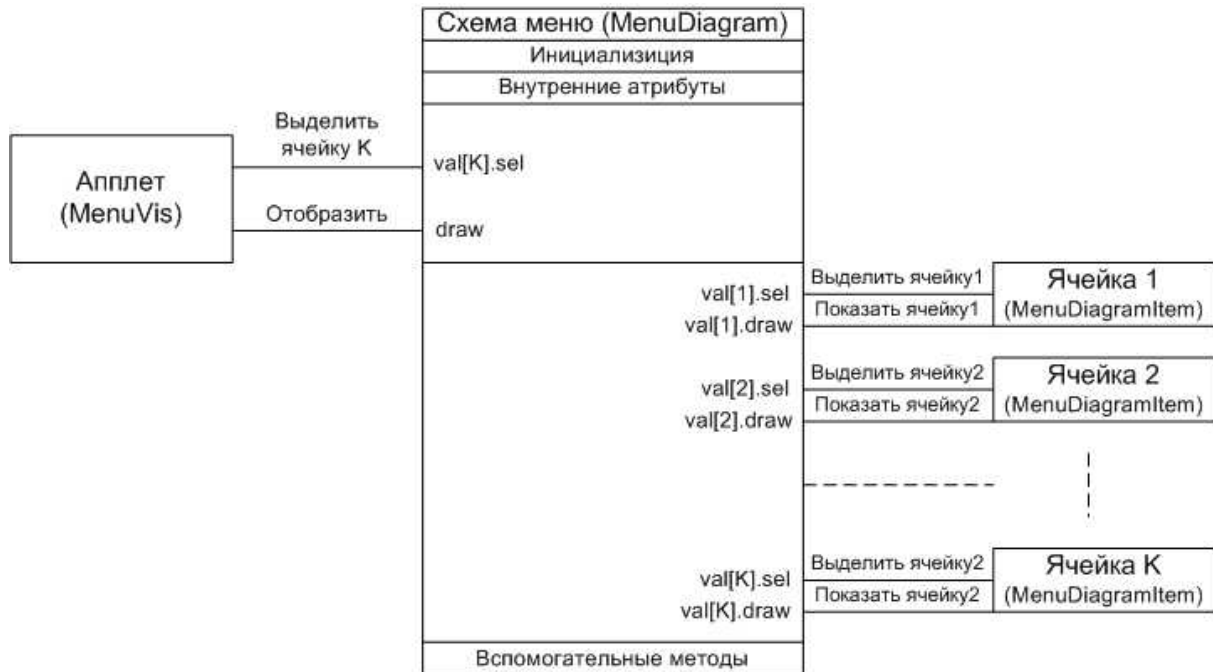 Схема меню (MenuDiagram)
Инициализиция
Внутренние атрибуты
Выделить
ячейку K
val[K].sel
Апплет
(MenuVis)
Отобразить
draw
val[1].sel
Выделить ячейку1
Ячейка 1
val[1].draw
Показать ячейку1
(MenuDiagramItem)
val[2].sel
Выделить ячейку2
Ячейка 2
val[2].draw
Показать ячейку2
(MenuDiagramItem)
val[K].sel
Выделить ячейку2
Ячейка K
val[K].draw
Показать ячейку2
(MenuDiagramItem)
Вспомогательные методы